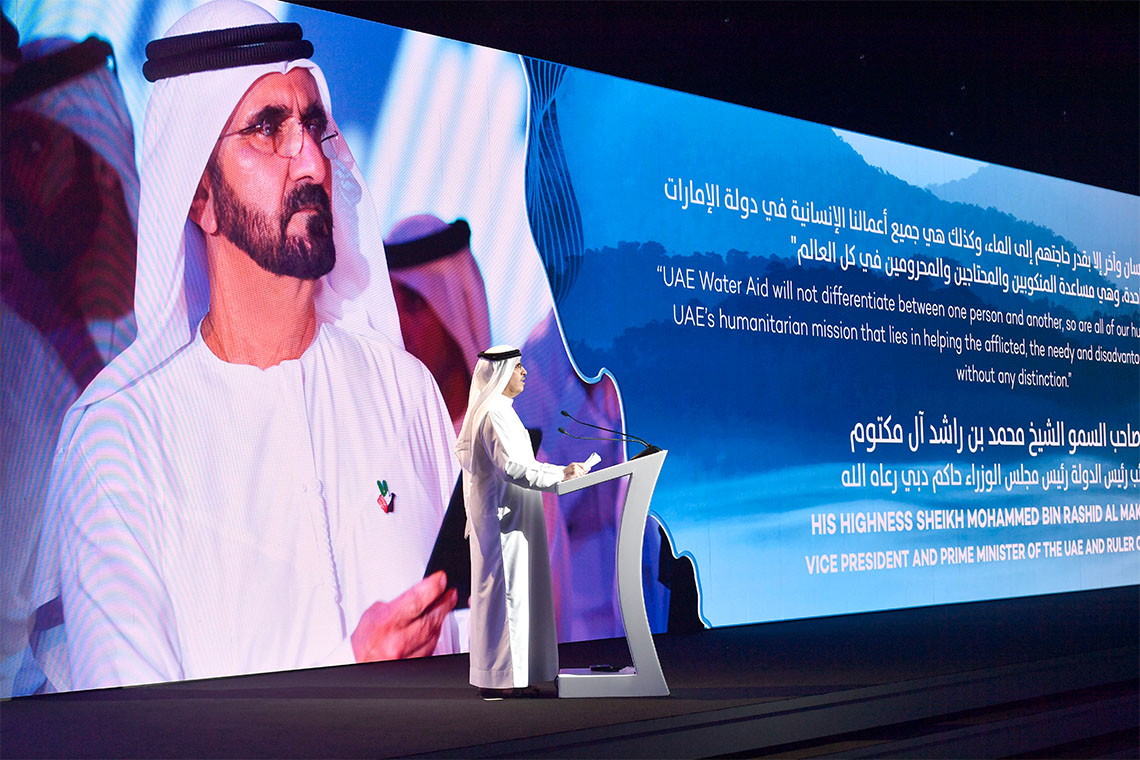 أعمالنا الإنسانية في دولة الإمارات
إلا بقدر حاجتهم إلى الماء، وكذلك هي جميع
وهي مساعدة المنكوبين والمحتاجين والمحرومين في كل العالم"
“UAE Water Aid will not differentiate between one person and another, so are all of our hu
UAE’s humanitarian mission that lies in helping the afflicted, the needy and disadvanta
without any distinction.”
صاحب السمو الشيخ محمد بن راشد آل مكتوم
رئيس الدولة رئيس مجلس الوزراء حاكم دبي رعاه الله
HIS HIGHNESS SHEIKH MOHAMMED BIN RASHID AL MAK
VICE PRESIDENT AND PRIME MINISTER OF THE UAE AND RULER